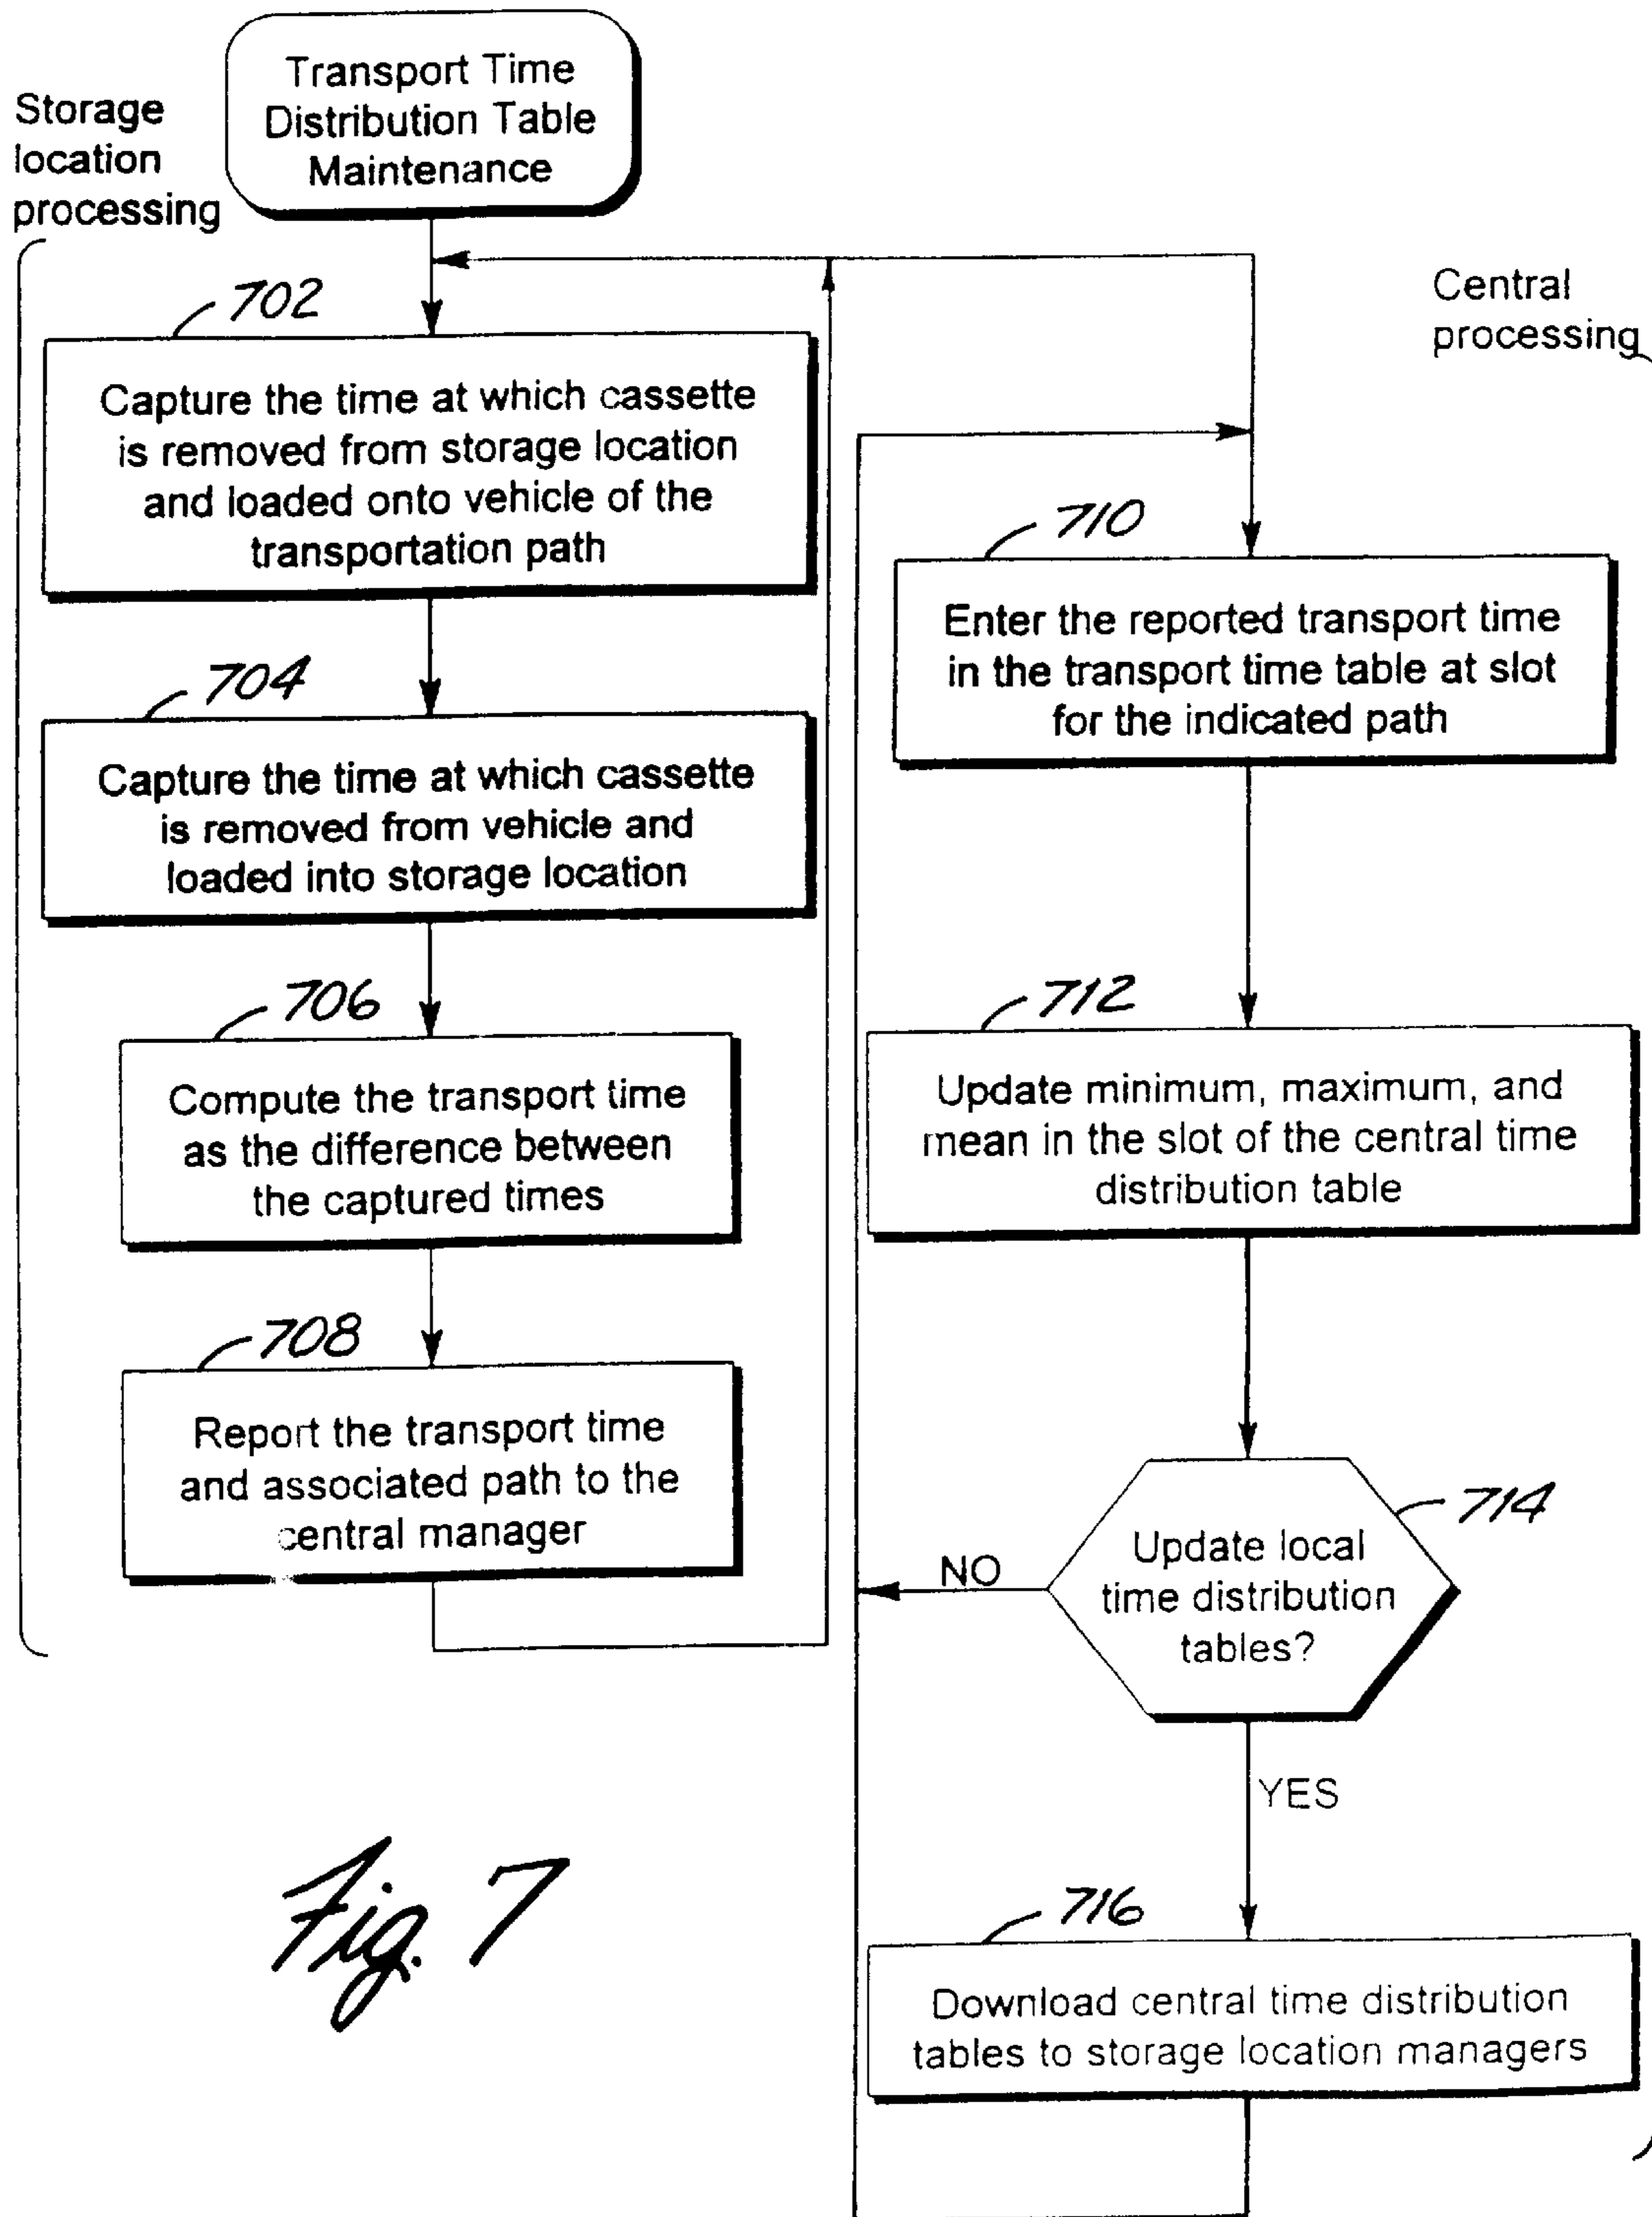 Transport Time
Distribution Table
Maintenance
Storage
location
processing
702
Capture the time at which cassette
is removed from storage location
and loaded onto vehicle of the
transportation path
704
Capture the time at which cassette
is removed from vehicle and
loaded into storage location
706
Compute the transport time
as the difference between
the captured times
708
Report the transport time
and associated path to the
central manager
Central
processing
710
Enter the reported transport time
in the transport time table at slot
for the indicated path
712
Update minimum, maximum, and
mean in the slot of the central time
distribution table
714
Update local
time distribution
tables?
NO
YES
716
Download central time distribution
tables to storage location managers
Fig. 7